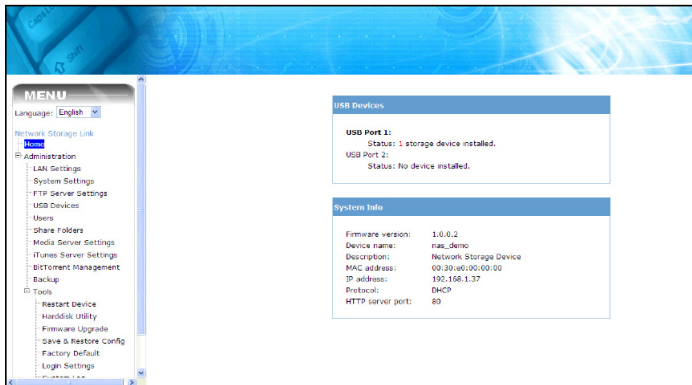 Caps Lo
Shift
MENU
Language: English
Network Storage Link
Home
Administration
LAN Settings
System Settings
FTP Server Settings
USB Devices
Users
Share Folders
Media Server Settings
iTunes Server Settings
BitTorrent Management
Backup
Tools
Restart Device
Harddisk Utility
Firmware Upgrade
Save & Restore Config
Factory Default
Login Settings
System Log
USB Devices
USB Port 1:
Status: 1 storage device installed.
USB Port 2:
Status: No device installed.
System Info
Firmware version: 1.0.0.2
Device name: nas_demo
Description: Network Storage Device
MAC address: 00:30:e0:00:00:00
IP address: 192.168.1.37
Protocol: DHCP
HTTP server port: 80